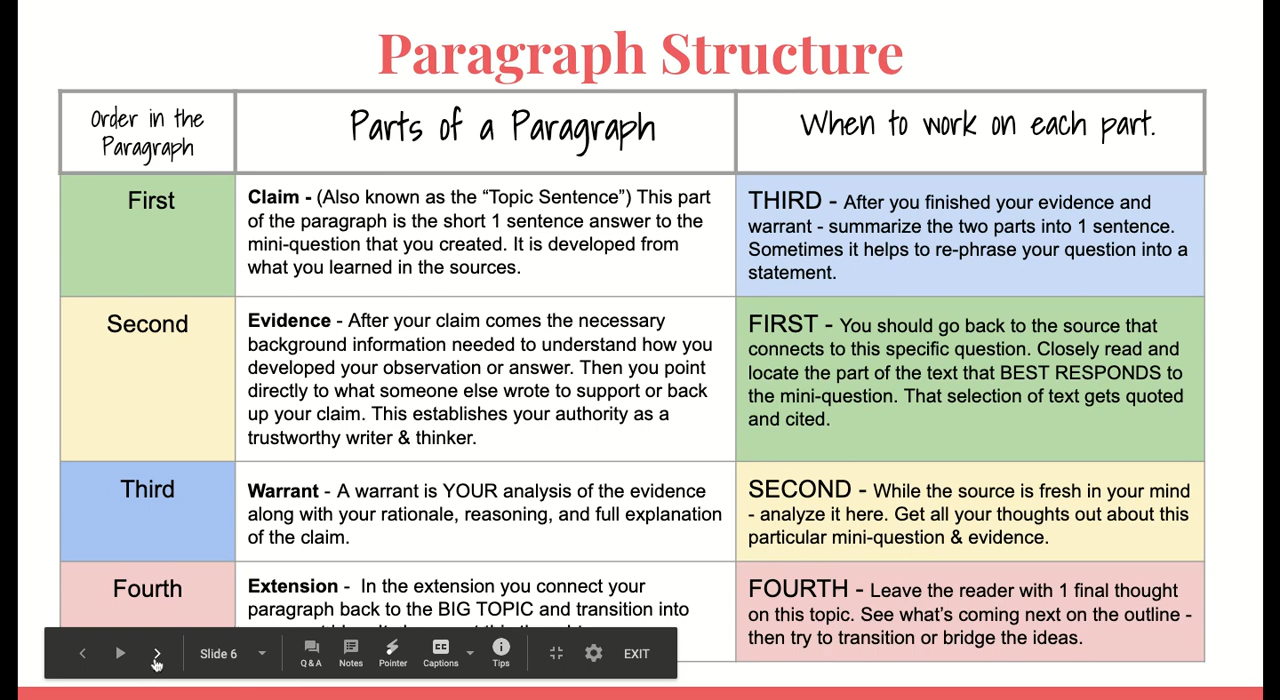 Paragraph Structure
Order in the
Paragraph
Parts of a Paragraph
When to work on each part.
First
Claim - (Also known as the “Topic Sentence”) This part
of the paragraph is the short 1 sentence answer to the
mini-question that you created. It is developed from
what you learned in the sources.
THIRD - After you finished your evidence and
warrant - summarize the two parts into 1 sentence.
Sometimes it helps to re-phrase your question into a
statement.
Second
Evidence - After your claim comes the necessary
background information needed to understand how you
developed your observation or answer. Then you point
directly to what someone else wrote to support or back
up your claim. This establishes your authority as a
trustworthy writer & thinker.
FIRST - You should go back to the source that
connects to this specific question. Closely read and
locate the part of the text that BEST RESPONDS to
the mini-question. That selection of text gets quoted
and cited.
Third
Warrant - A warrant is YOUR analysis of the evidence
along with your rationale, reasoning, and full explanation
of the claim.
SECOND - While the source is fresh in your mind
- analyze it here. Get all your thoughts out about this
particular mini-question & evidence.
Fourth
Extension - In the extension you connect your
paragraph back to the BIG TOPIC and transition into
FOURTH - Leave the reader with 1 final thought
on this topic. See what’s coming next on the outline -
then try to transition or bridge the ideas.
Slide 6
Q & A
Notes
Pointer
Captions
Tips
EXIT